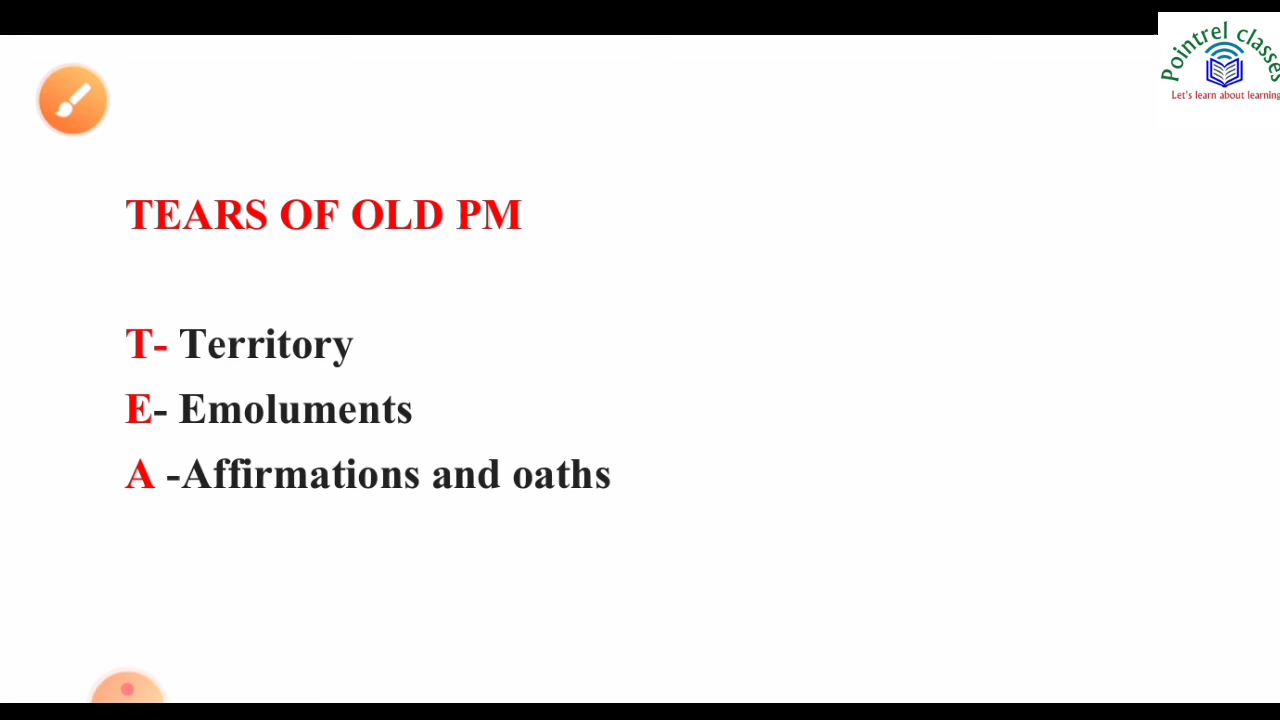 Pointrel classes
Let's learn about learning
TEARS OF OLD PM
T- Territory
E- Emoluments
A -Affirmations and oaths